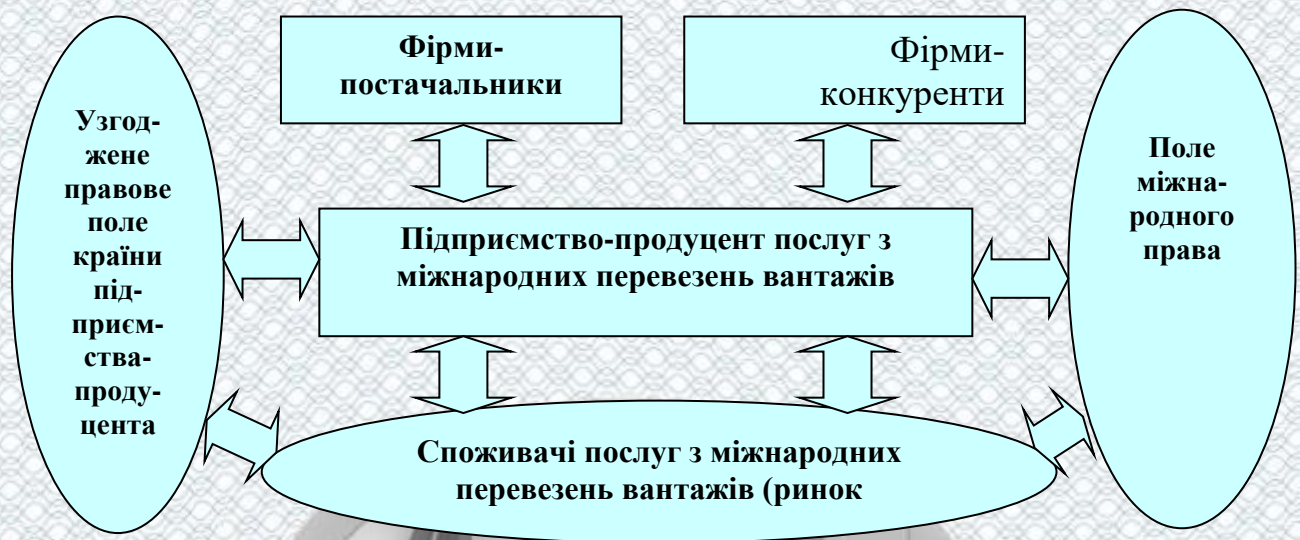 Фірми-
постачальники
Фірми-
конкуренти
Узгод-
жене
правове
поле
країни
під-
приєм-
ства-
проду-
цента
Поле
міжна-
родного
права
Підприємство-продуцент послуг з
міжнародних перевезень вантажів
Споживачі послуг з міжнародних
перевезень вантажів (ринок